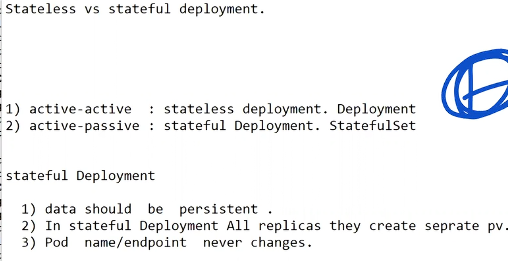 Stateless vs stateful deployment.
1) active-active : stateless deployment. Deployment
2) active-passive : stateful Deployment. StatefulSet
stateful Deployment
1) data should be persistent .
2) In stateful Deployment All replicas they create seprate pv.
3) Pod name/endpoint never changes.